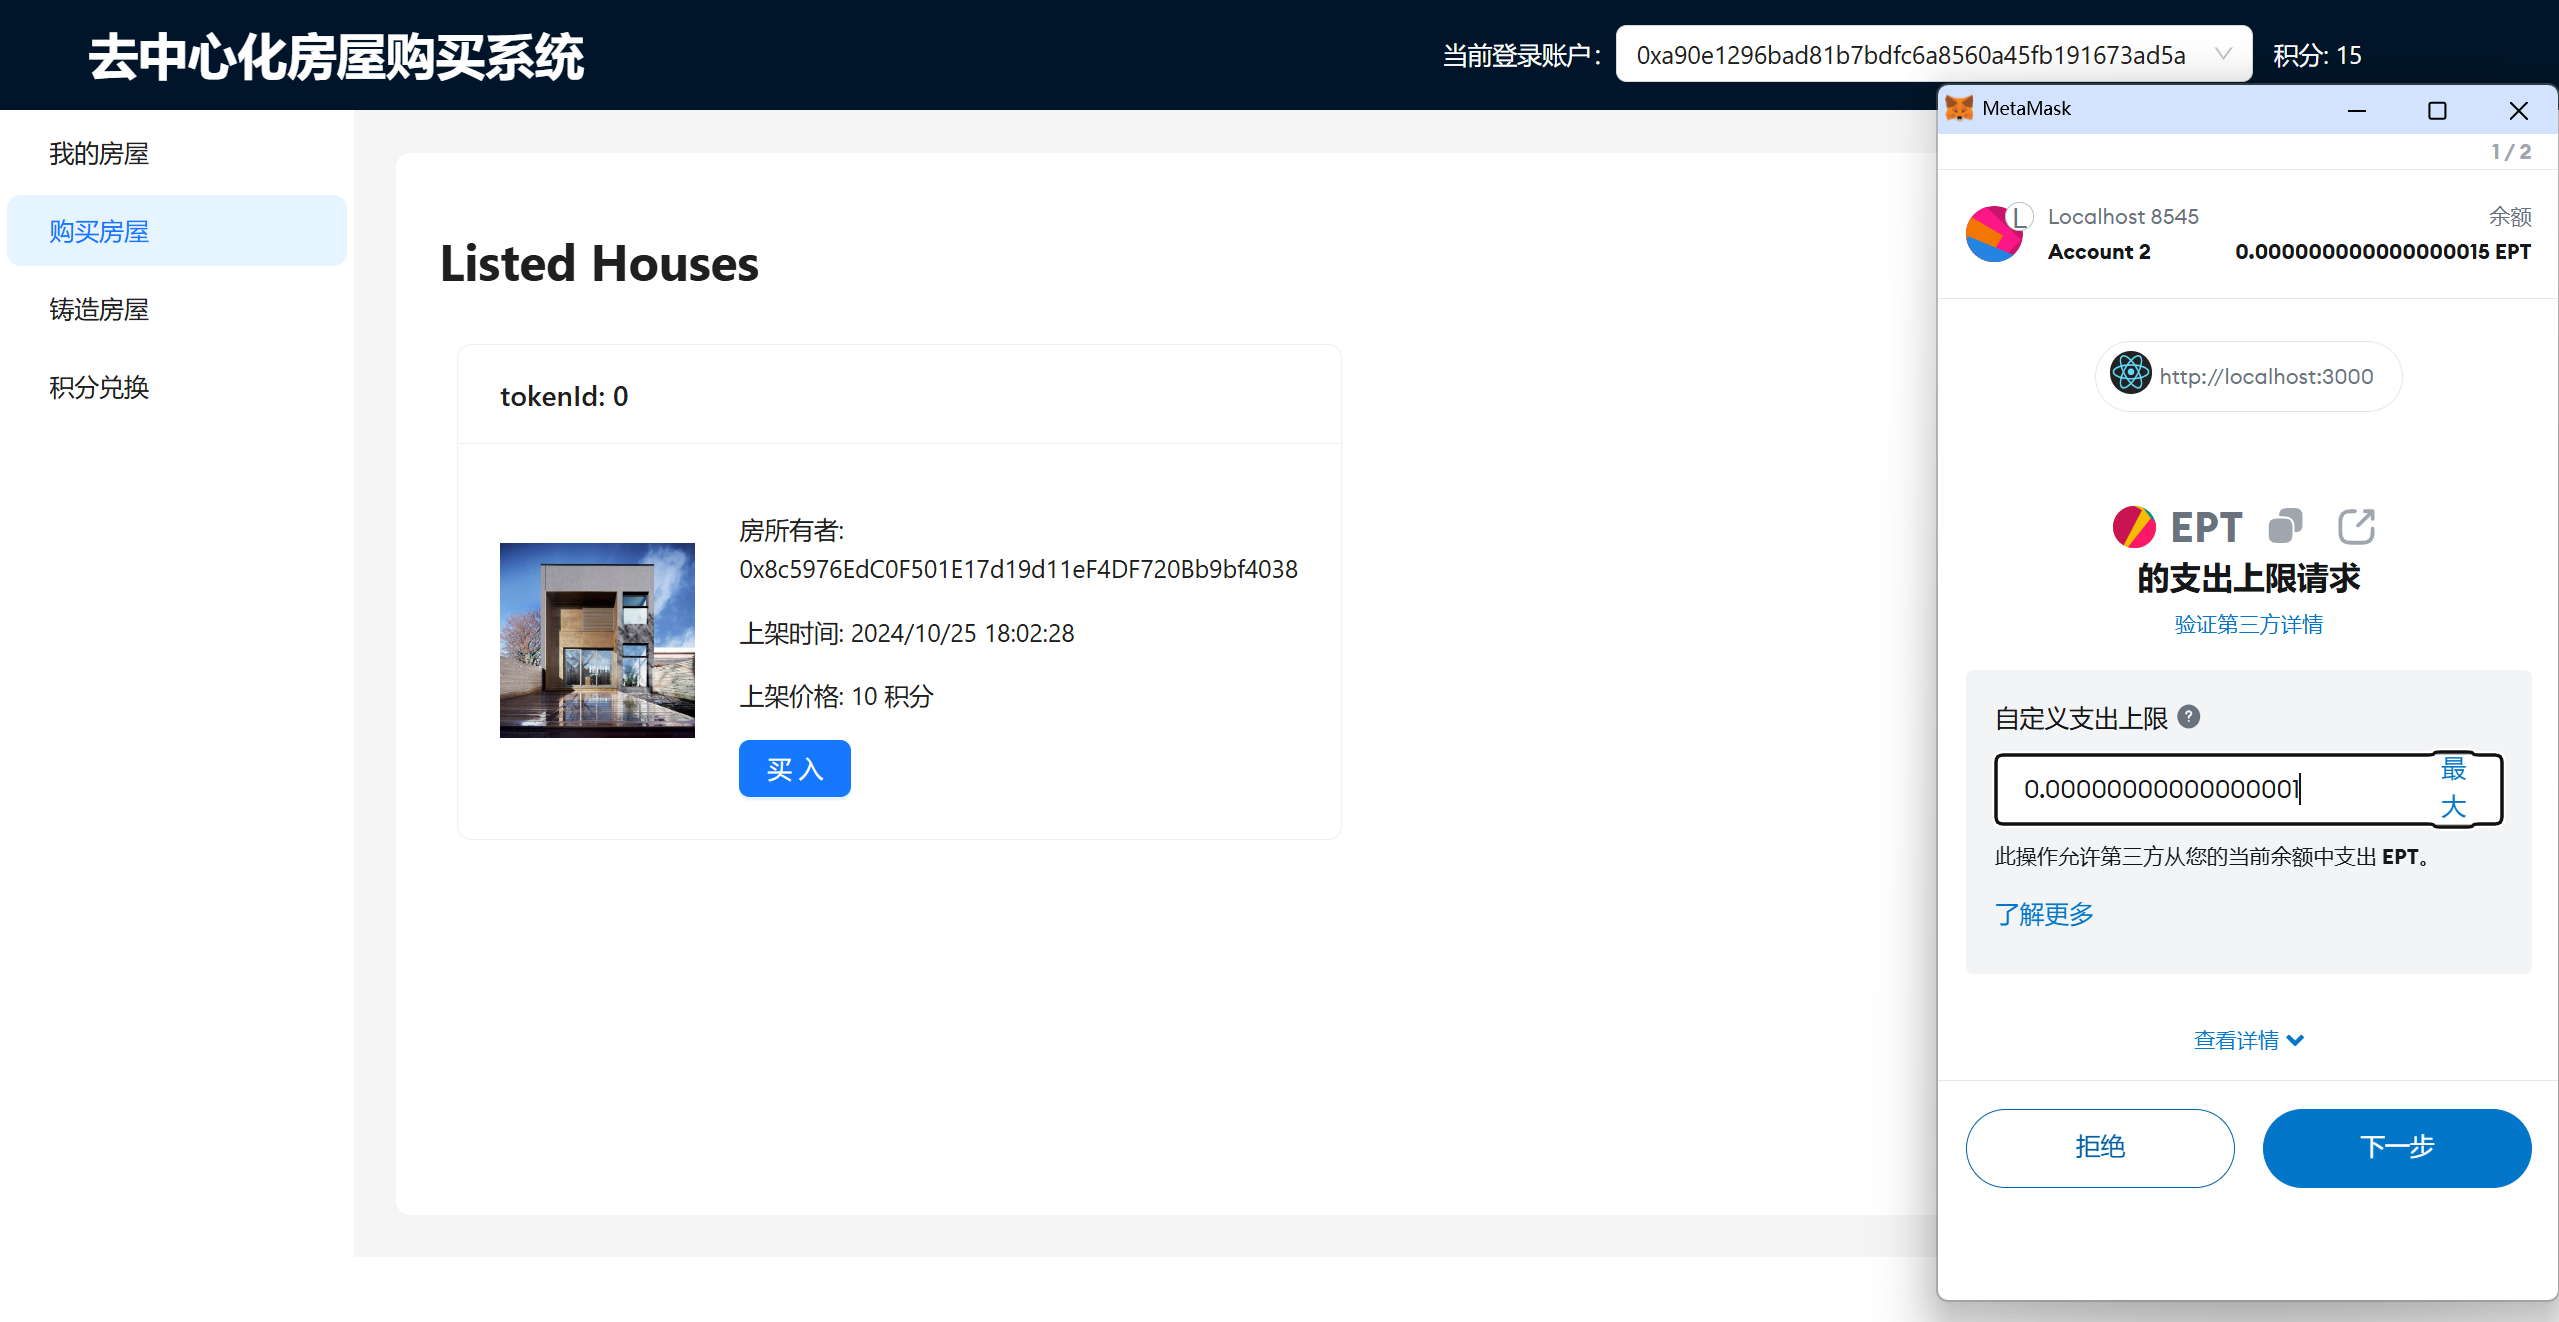 去中心化房屋购买系统
当前登录账户：
0xa90e1296bad81b7bdfc6a8560a45fb191673ad5a
积分: 15
我的房屋
购买房屋
铸造房屋
积分兑换
Listed Houses
tokenId: 0
房所有者:
0x8c5976EdC0F501E17d19d11eF4DF720Bb9bf4038
上架时间: 2024/10/25 18:02:28
上架价格: 10 积分
买 入
MetaMask
1 / 2
L
Localhost 8545
余额
Account 2
0.000000000000000015 EPT
http://localhost:3000
EPT
的支出上限请求
验证第三方详情
自定义支出上限 ?
0.00000000000000001
最
大
此操作允许第三方从您的当前余额中支出 EPT。
了解更多
查看详情
拒绝
下一步